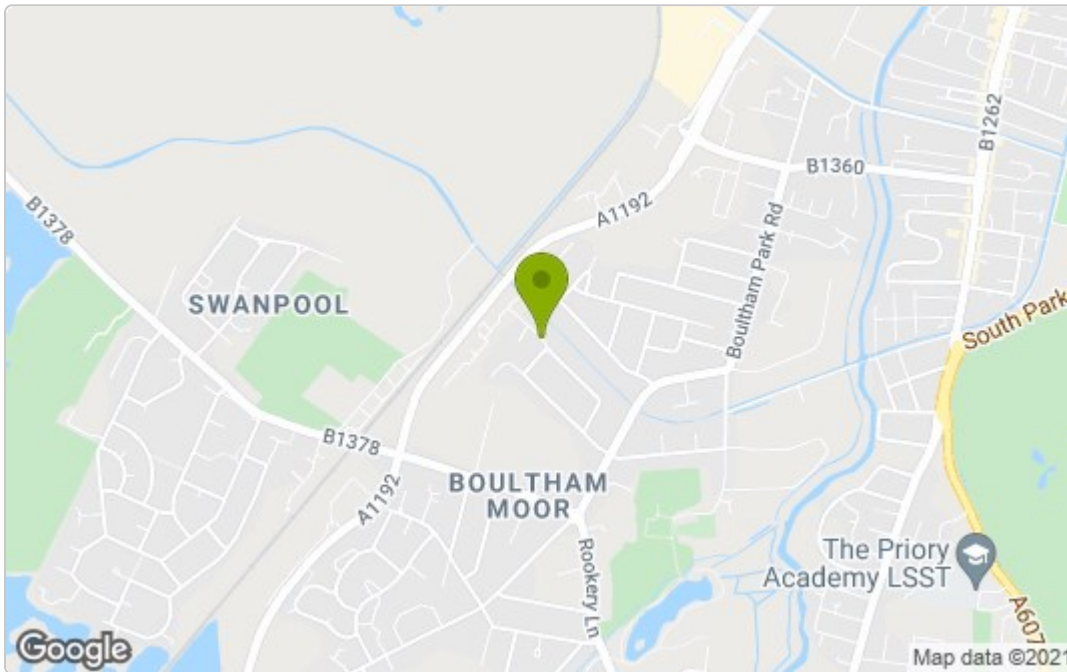 B1262
B1360
A1192
B1378
Boultham Park Rd
SWANPOOL
South Park
B1378
BOULTHAM
MOOR
A1192
Rookery Ln
The Priory
Academy LSST
A607
Google
Map data ©2021